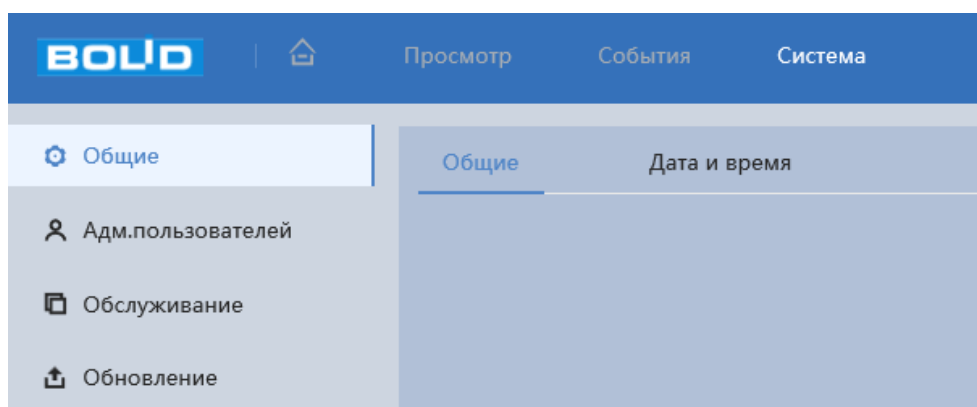 BOLID Просмотр События Система
Общие Общие Дата и время
Адм.пользователей
Обслуживание
Обновление